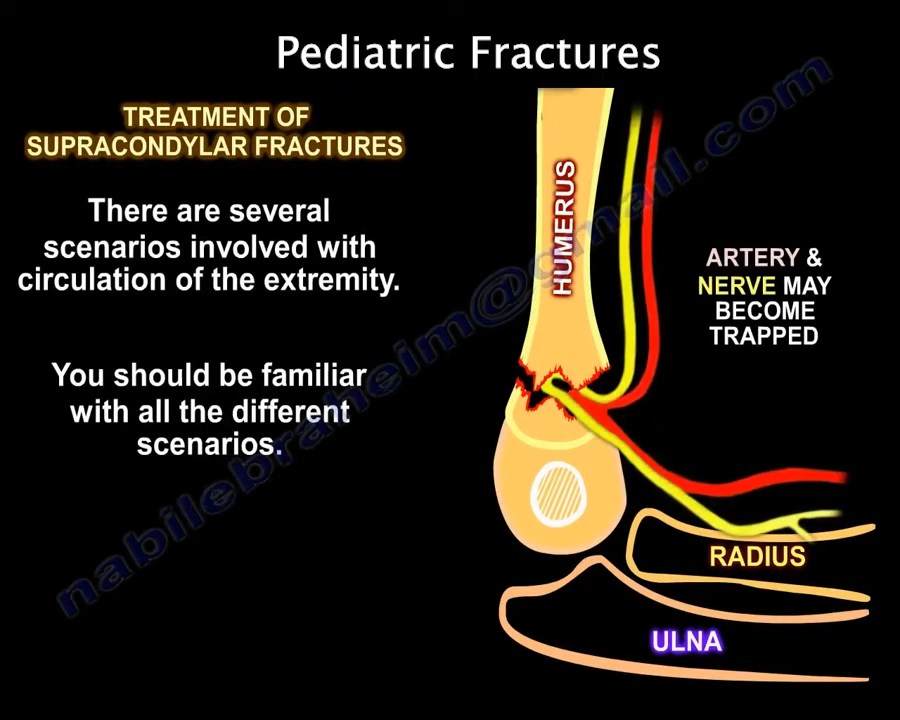 Pediatric Fractures
TREATMENT OF
SUPRACONDYLAR FRACTURES
There are several
scenarios involved with
circulation of the extremity.
You should be familiar
with all the different
scenarios.
HUMERUS
ARTERY &
NERVE MAY
BECOME
TRAPPED
RADIUS
ULNA
nabilebraheim@gmail.com